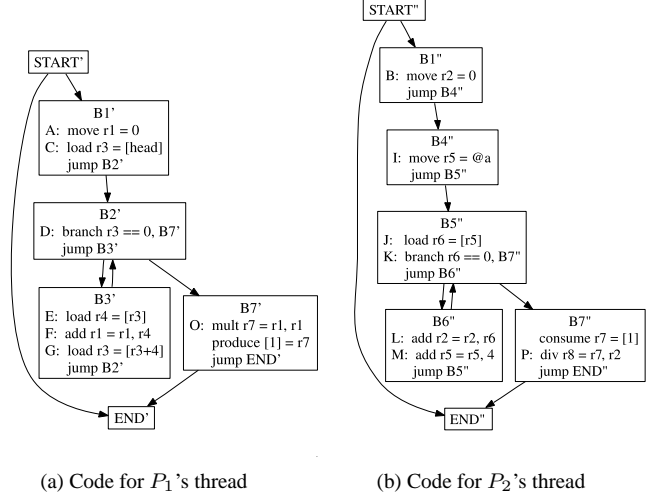 START'
B1'
A: move r1 = 0
C: load r3 = [head]
jump B2'
B2'
D: branch r3 == 0, B7'
jump B3'
B3'
E: load r4 = [r3]
F: add r1 = r1, r4
G: load r3 = [r3+4]
jump B2'
B7'
O: mult r7 = r1, r1
produce [1] = r7
jump END'
END'
(a) Code for P1's thread
START"
B1"
B: move r2 = 0
jump B4"
B4"
I: move r5 = @a
jump B5"
B5"
J: load r6 = [r5]
K: branch r6 == 0, B7"
jump B6"
B6"
L: add r2 = r2, r6
M: add r5 = r5, 4
jump B5"
B7"
consume r7 = [1]
P: div r8 = r7, r2
jump END"
END"
(b) Code for P2's thread